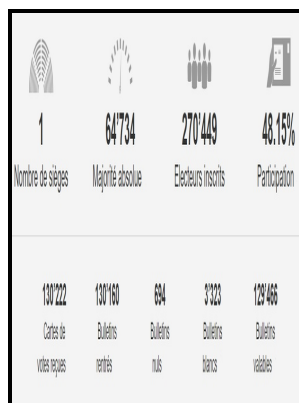 1 64'734 270'449 48.15%
Nombre de sièges Majorité absolue Electeurs inscrits Participation
130'222 130'160 694 3'323 129'466
Cartes de Bulletins Bulletins Bulletins Bulletins
votes reçues rentrés nuls blancs valables